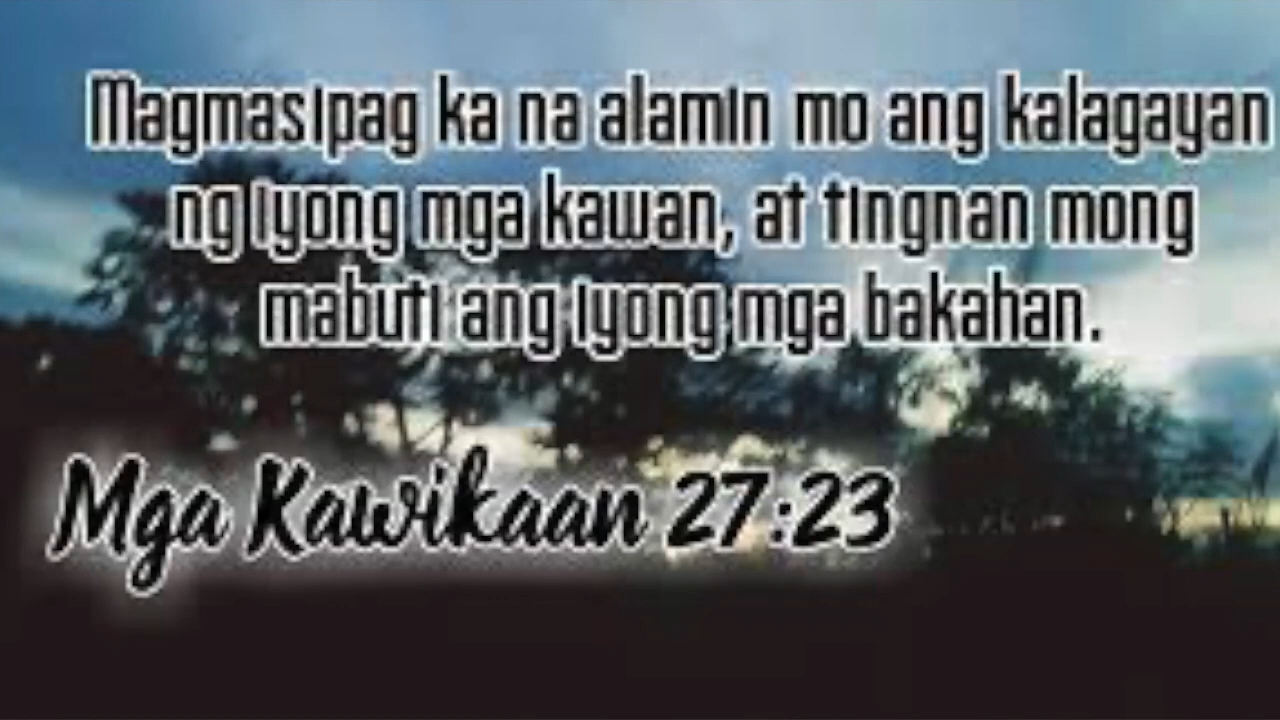 Magmasipag ka na alamin mo ang kalagayan
ng iyong mga kawan, at tingnan mong
mabuti ang iyong mga bakahan.
Mga Kawikaan 27:23